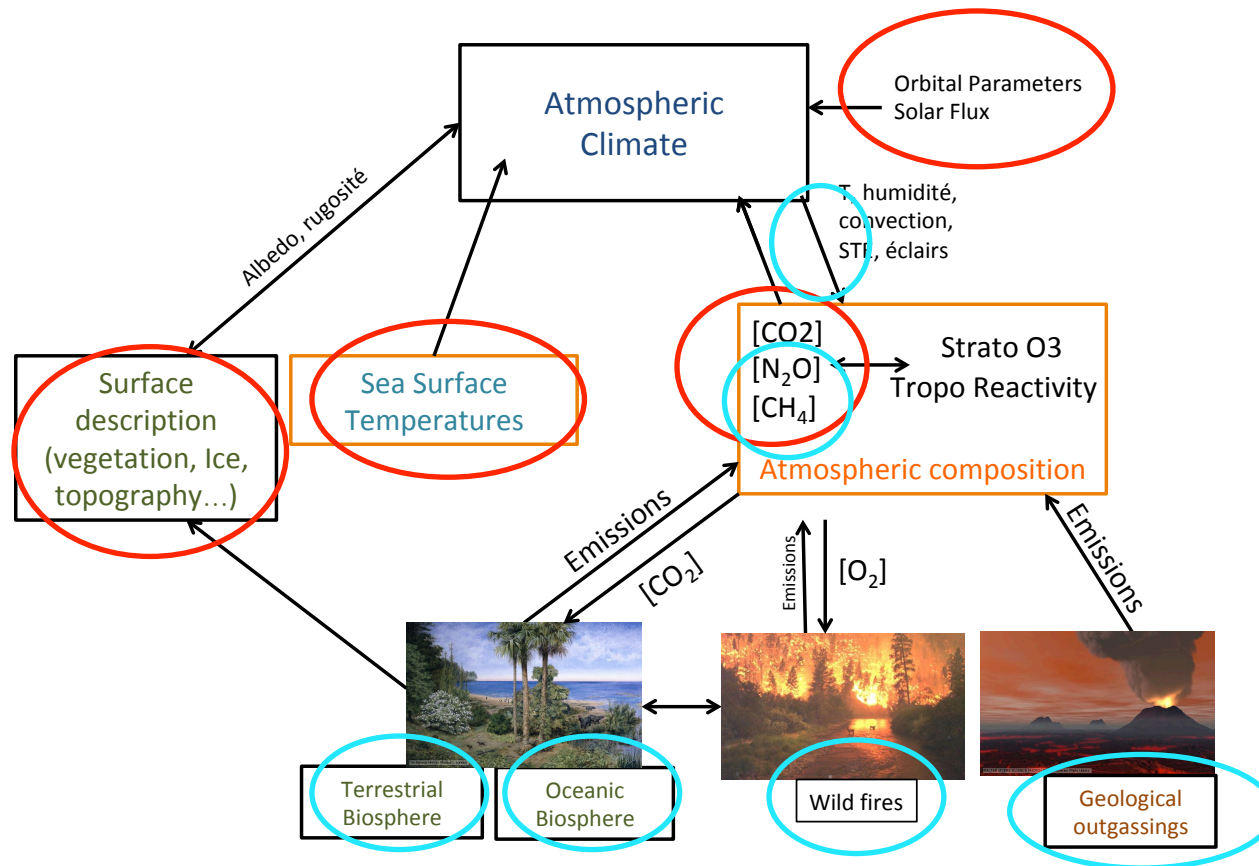 Atmospheric
Climate
Orbital Parameters
Solar Flux
Albedo, rugosité
T, humidité,
convection,
STE, éclairs
Surface
description
(vegetation, Ice,
topography…)
Sea Surface
Temperatures
[CO2]
[N₂O]
[CH₄]
Strato O3
Tropo Reactivity
Atmospheric composition
Emissions
[CO₂]
Emissions
[O₂]
Emissions
Terrestrial
Biosphere
Oceanic
Biosphere
Wild fires
Geological
outgassings